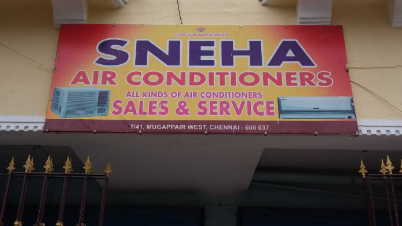 SNEHA
AIR CONDITIONERS
ALL KINDS OF AIR CONDITIONERS
SALES & SERVICE
7/41, MUGAPPAIR WEST, CHENNAI - 600 037.